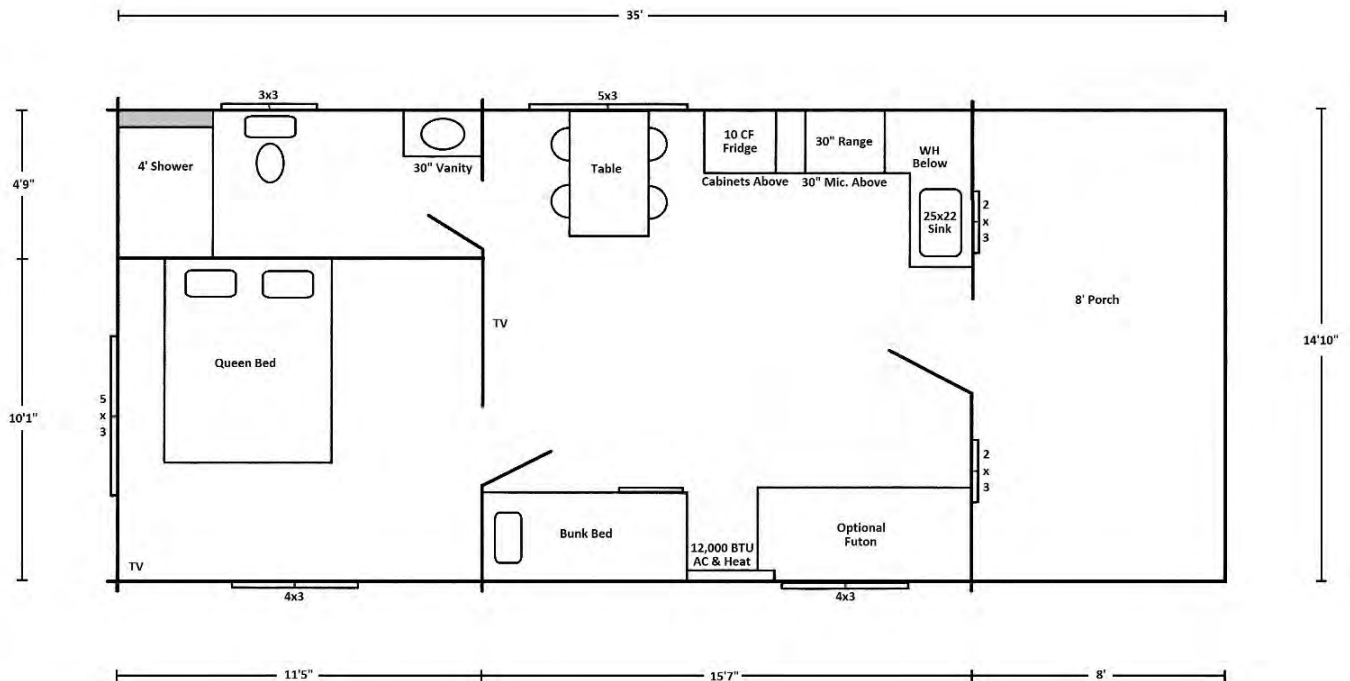 35'
3x3
5x3
4' Shower
30" Vanity
Table
10 CF
Fridge
Cabinets Above
30" Range
30" Mic. Above
WH
Below
25x22
Sink
2
x
3
4'9"
8' Porch
TV
Queen Bed
14'10"
5
x
3
10'1"
2
x
3
Bunk Bed
12,000 BTU
AC & Heat
Optional
Futon
TV
4x3
4x3
11'5"
15'7"
8'